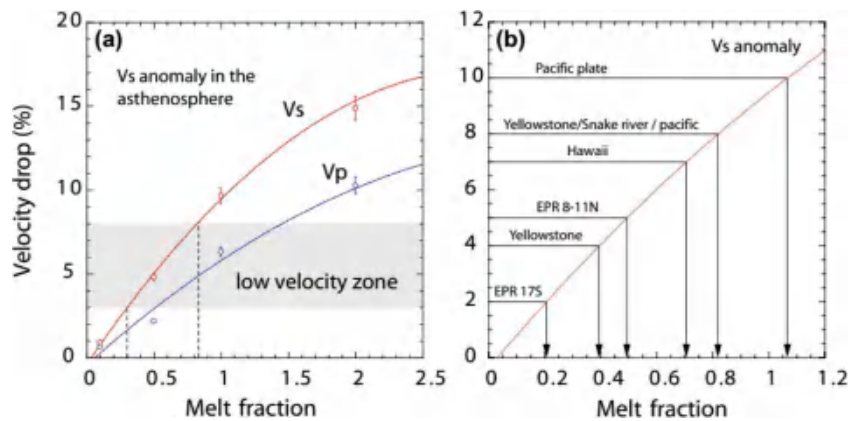 (a)
Vs anomaly in the
asthenosphere
Vs
Vp
low velocity zone
Velocity drop (%)
20
15
10
5
0
0
0.5
1
1.5
2
2.5
Melt fraction
(b)
Vs anomaly
Pacific plate
Yellowstone/Snake river / pacific
Hawaii
EPR 8-11N
Yellowstone
EPR 17S
12
10
8
6
4
2
0
0
0.2
0.4
0.6
0.8
1
1.2
Melt fraction